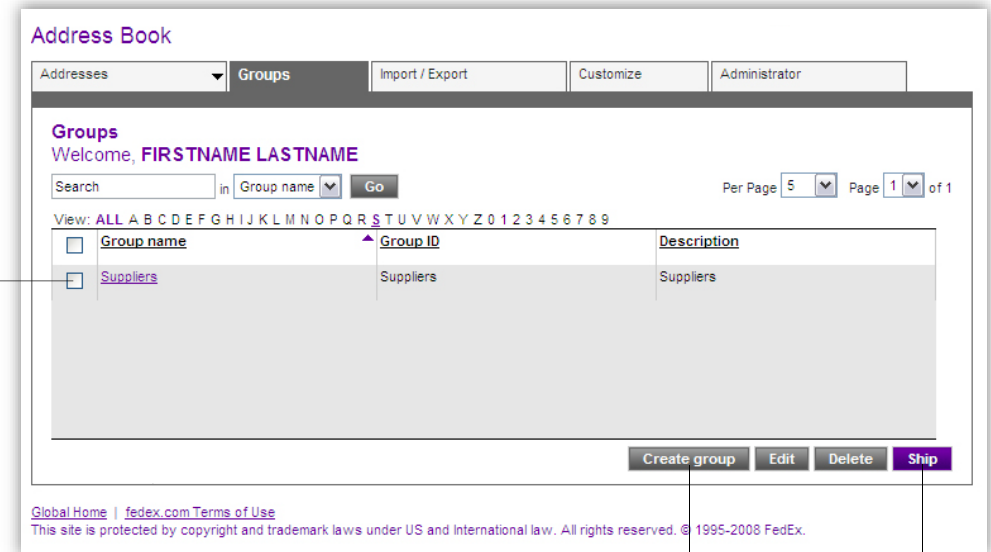 Address Book
Addresses Groups Import / Export Customize Administrator
Groups
Welcome, FIRSTNAME LASTNAME
Search in Group name Go Per Page 5 Page 1 of 1
View: ALL A B C D E F G H I J K L M N O P Q R S T U V W X Y Z 0 1 2 3 4 5 6 7 8 9
Group name Group ID Description
Suppliers Suppliers Suppliers
Create group Edit Delete Ship
Global Home | fedex.com Terms of Use
This site is protected by copyright and trademark laws under US and International law. All rights reserved. © 1995-2008 FedEx.